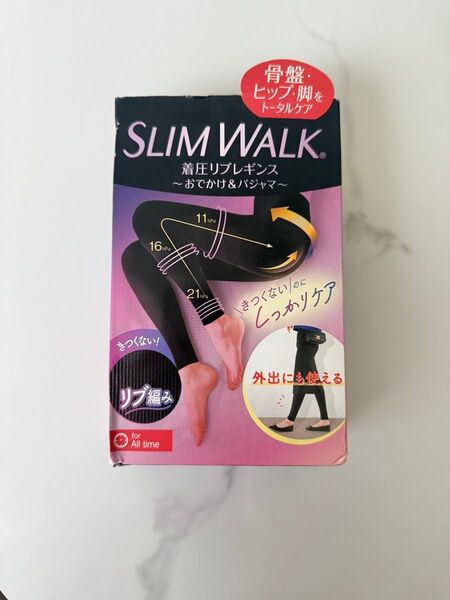 骨盤・
ヒップ・脚を
トータルケア
SLIM WALK®
着圧リブレギンス
～おでかけ&パジャマ～
11hPa
16hPa
21hPa
きつくないのに
しっかりケア
きつくない!
リブ編み
外出にも使える
for
All time